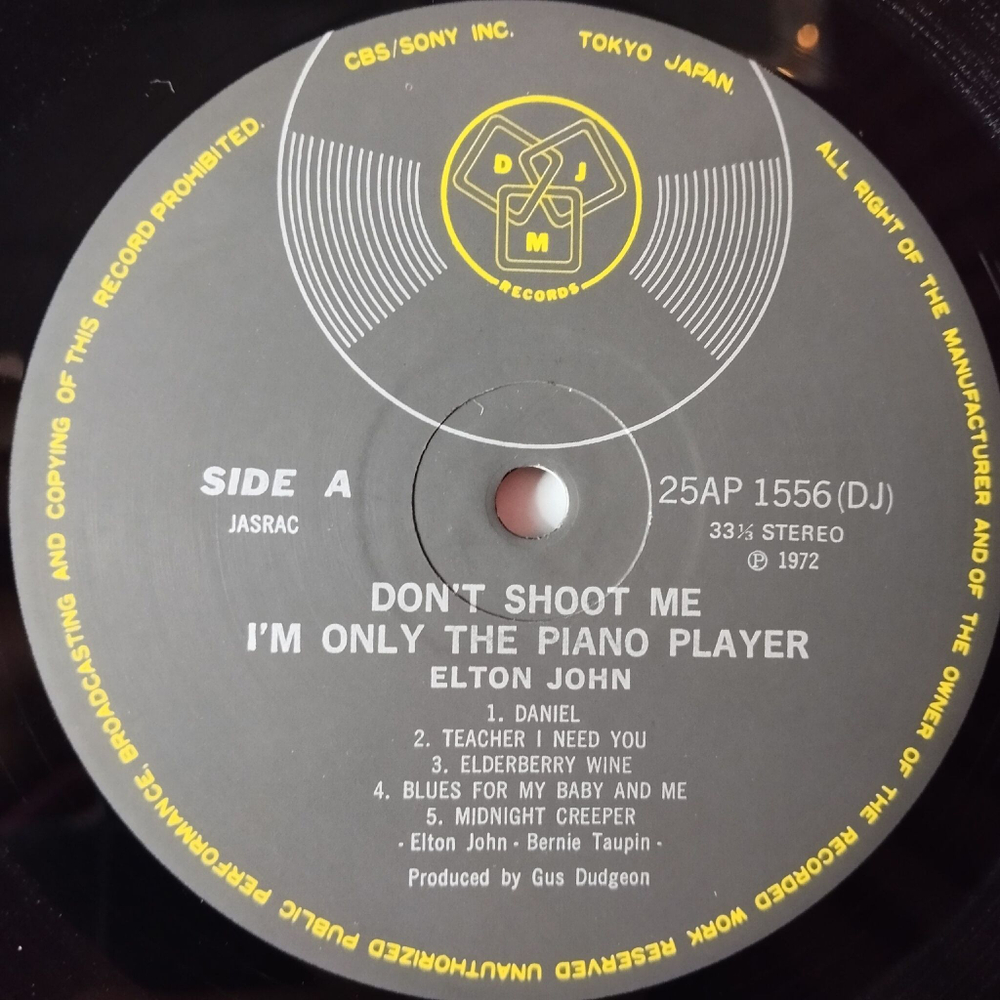 CBS/SONY INC. TOKYO JAPAN.
ALL RIGHT OF THE MANUFACTURER AND OF THE OWNER OF THE RECORDED WORK RESERVED UNAUTHORIZED PUBLIC PERFORMANCE, BROADCASTING AND COPYING OF THIS RECORD PROHIBITED.
D J
M
RECORDS
SIDE A
JASRAC
25AP 1556(DJ)
33⅓ STEREO
Ⓟ 1972
DON'T SHOOT ME
I'M ONLY THE PIANO PLAYER
ELTON JOHN
1. DANIEL
2. TEACHER I NEED YOU
3. ELDERBERRY WINE
4. BLUES FOR MY BABY AND ME
5. MIDNIGHT CREEPER
- Elton John - Bernie Taupin -
Produced by Gus Dudgeon